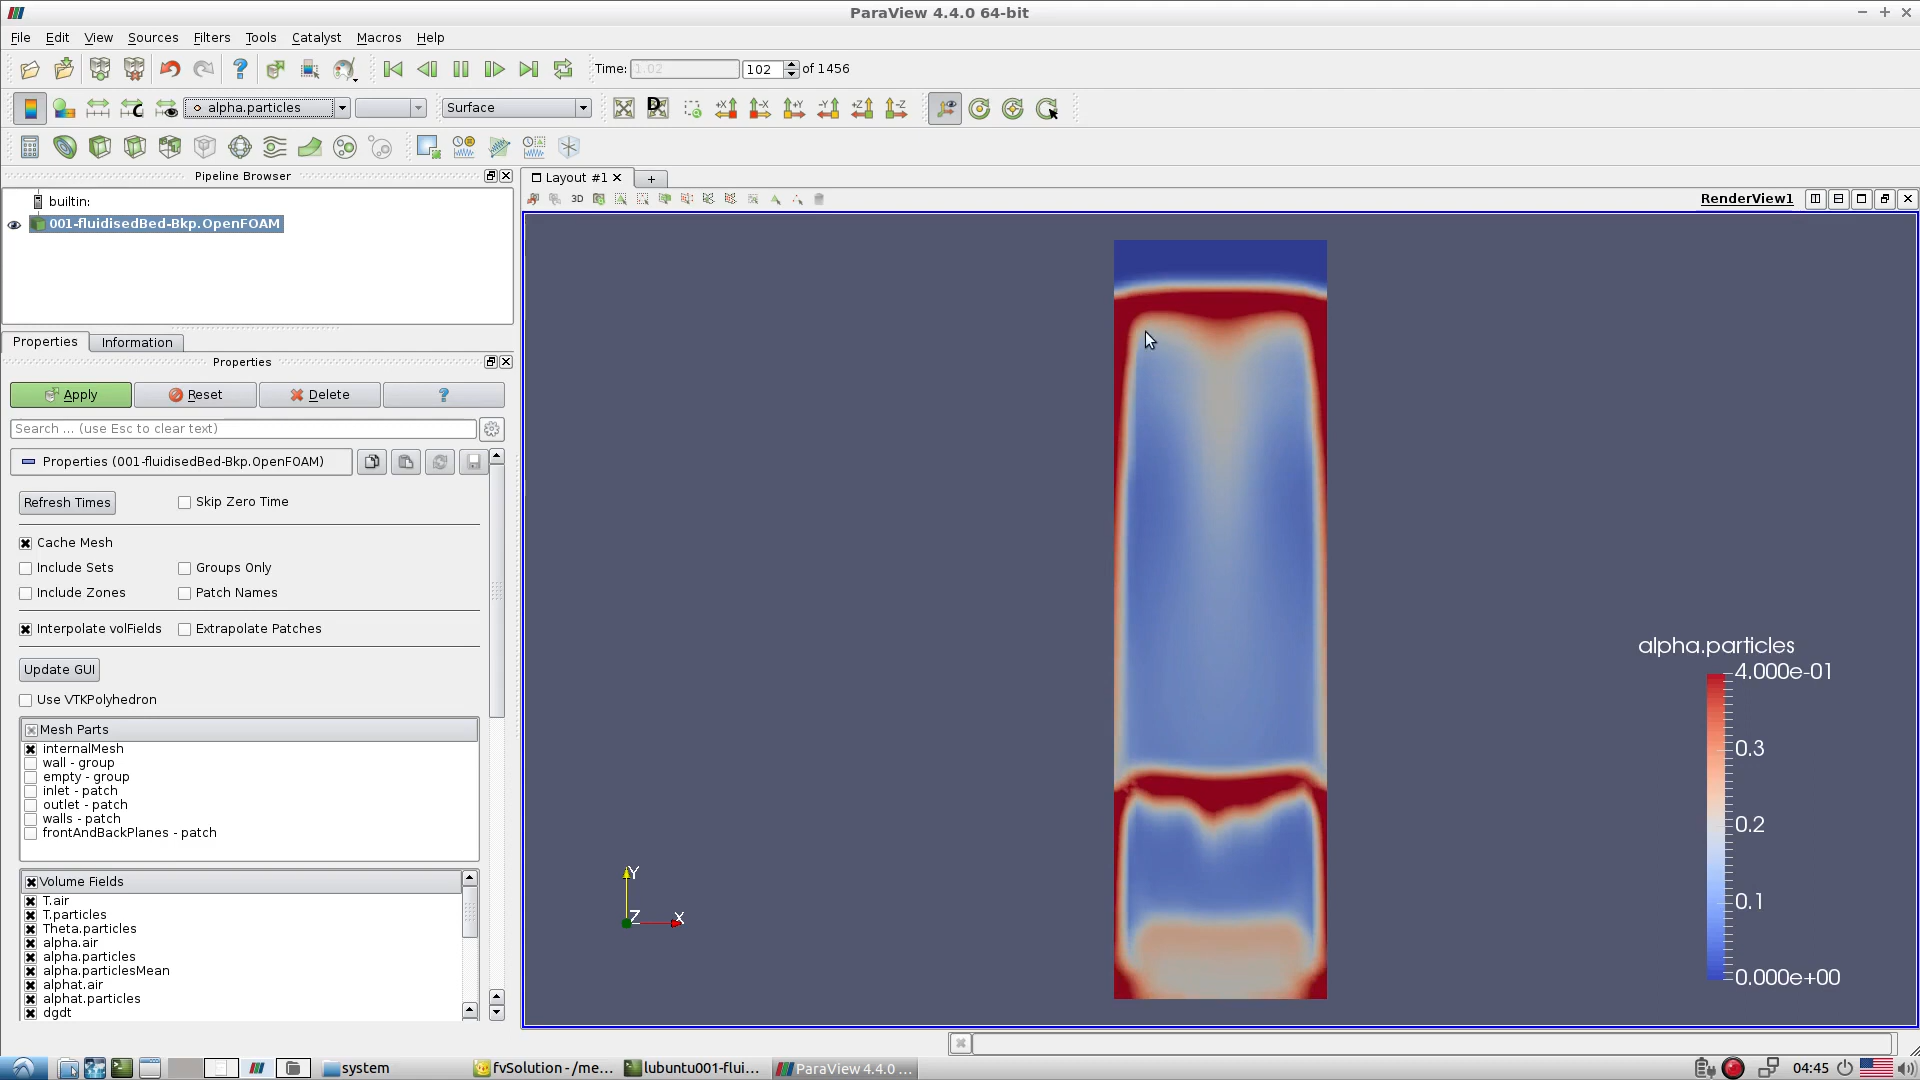 ParaView 4.4.0 64-bit
File Edit View Sources Filters Tools Catalyst Macros Help
Time: 1.02 102 of 1456
alpha.particles Surface
Pipeline Browser
Layout #1
3D
RenderView1
builtin:
001-fluidisedBed-Bkp.OpenFOAM
Properties Information
Properties
Apply Reset Delete ?
Search ... (use Esc to clear text)
Properties (001-fluidisedBed-Bkp.OpenFOAM)
Refresh Times Skip Zero Time
Cache Mesh
Include Sets Groups Only
Include Zones Patch Names
Interpolate volFields Extrapolate Patches
Update GUI
Use VTKPolyhedron
Mesh Parts
internalMesh
wall - group
empty - group
inlet - patch
outlet - patch
walls - patch
frontAndBackPlanes - patch
Volume Fields
T.air
T.particles
Theta.particles
alpha.air
alpha.particles
alpha.particlesMean
alphat.air
alphat.particles
dgdt
Y
Z X
alpha.particles
4.000e-01
0.3
0.2
0.1
0.000e+00
system fvSolution - /me... lubuntu001-flui... ParaView 4.4.0 ... 04:45